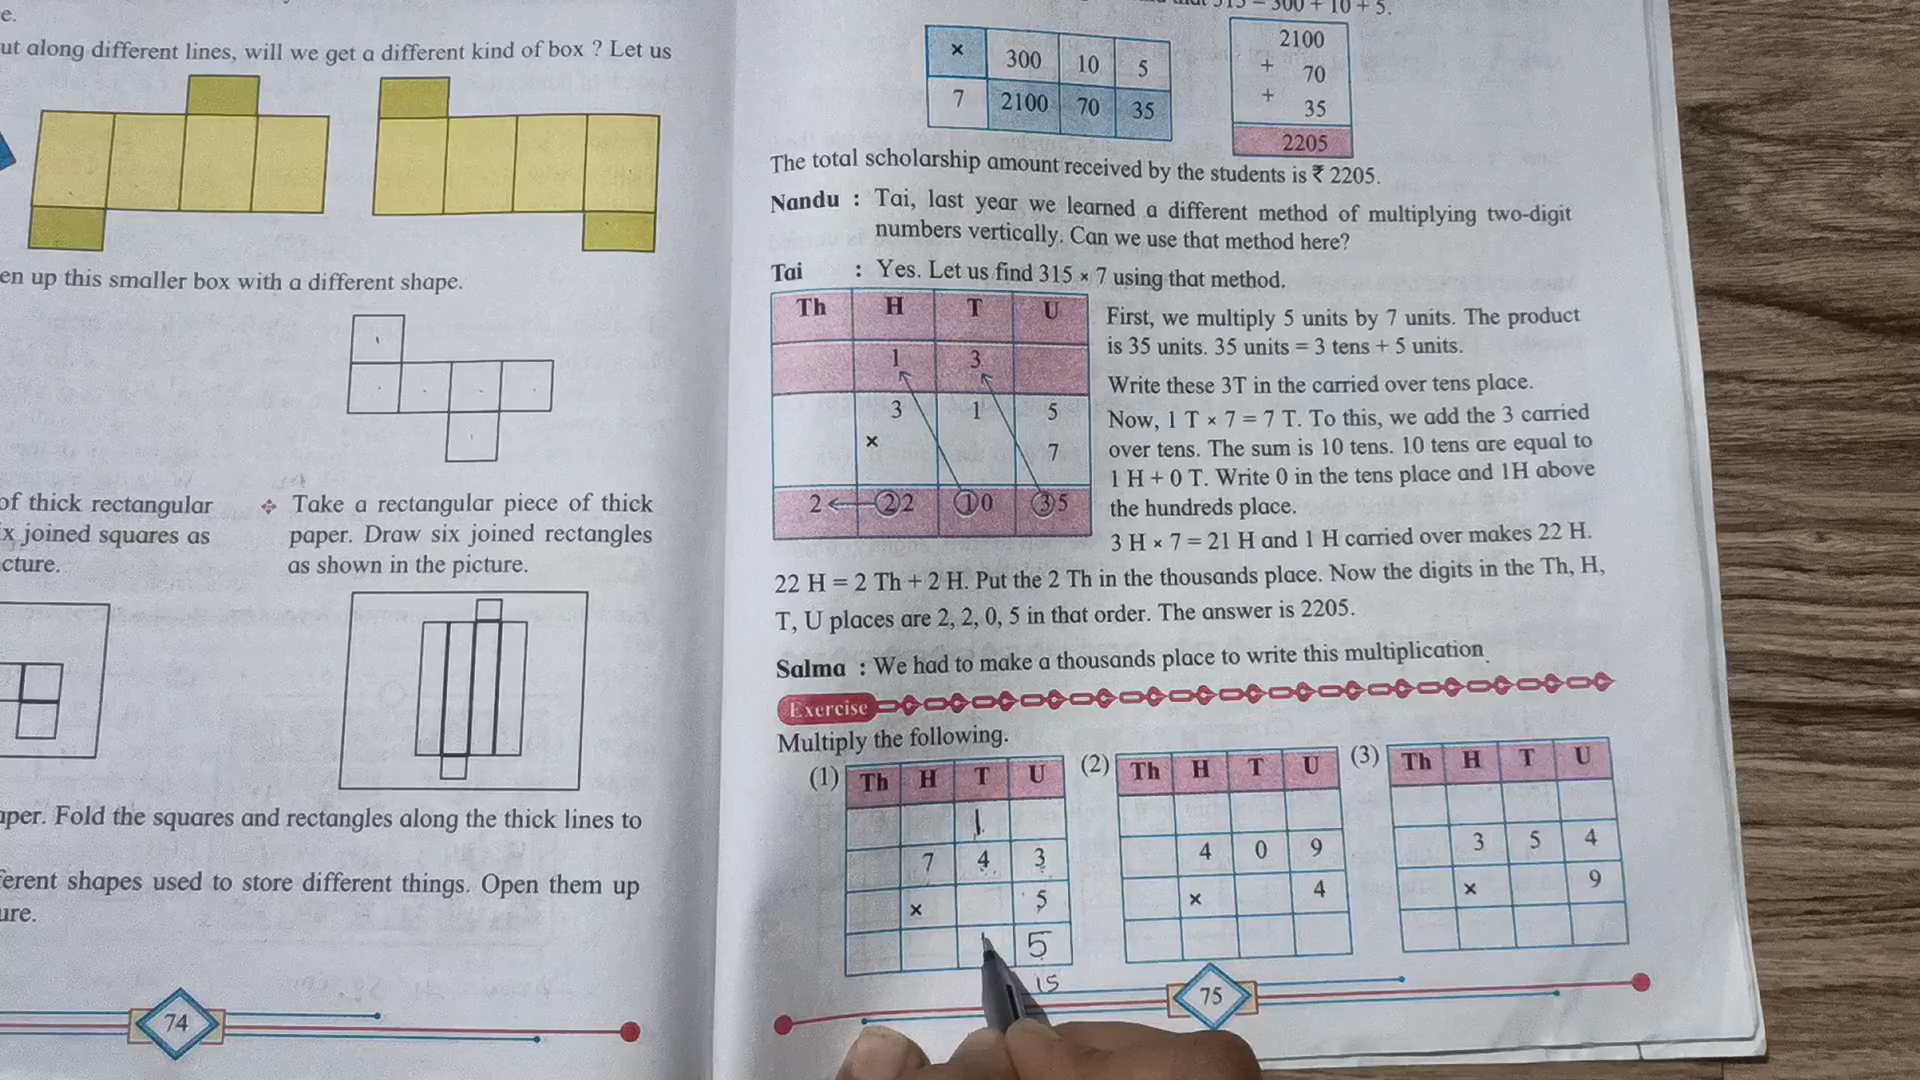 e.
ut along different lines, will we get a different kind of box ? Let us
en up this smaller box with a different shape.
of thick rectangular
x joined squares as
cture.
❖ Take a rectangular piece of thick
paper. Draw six joined rectangles
as shown in the picture.
aper. Fold the squares and rectangles along the thick lines to
ferent shapes used to store different things. Open them up
ure.
74
315 = 300 + 10 + 5.
× 300 10 5
7 2100 70 35
2100
+ 70
+ 35
2205
The total scholarship amount received by the students is ₹ 2205.
Nandu : Tai, last year we learned a different method of multiplying two-digit
numbers vertically. Can we use that method here?
Tai : Yes. Let us find 315 × 7 using that method.
Th H T U
1 3
3 1 5
× 7
2 ② 2 ① 0 ③ 5
First, we multiply 5 units by 7 units. The product
is 35 units. 35 units = 3 tens + 5 units.
Write these 3T in the carried over tens place.
Now, 1 T × 7 = 7 T. To this, we add the 3 carried
over tens. The sum is 10 tens. 10 tens are equal to
1 H + 0 T. Write 0 in the tens place and 1H above
the hundreds place.
3 H × 7 = 21 H and 1 H carried over makes 22 H.
22 H = 2 Th + 2 H. Put the 2 Th in the thousands place. Now the digits in the Th, H,
T, U places are 2, 2, 0, 5 in that order. The answer is 2205.
Salma : We had to make a thousands place to write this multiplication.
Exercise
Multiply the following.
(1) Th H T U
1
7 4 3
× 5
5
15
(2) Th H T U
4 0 9
× 4
(3) Th H T U
3 5 4
× 9
75